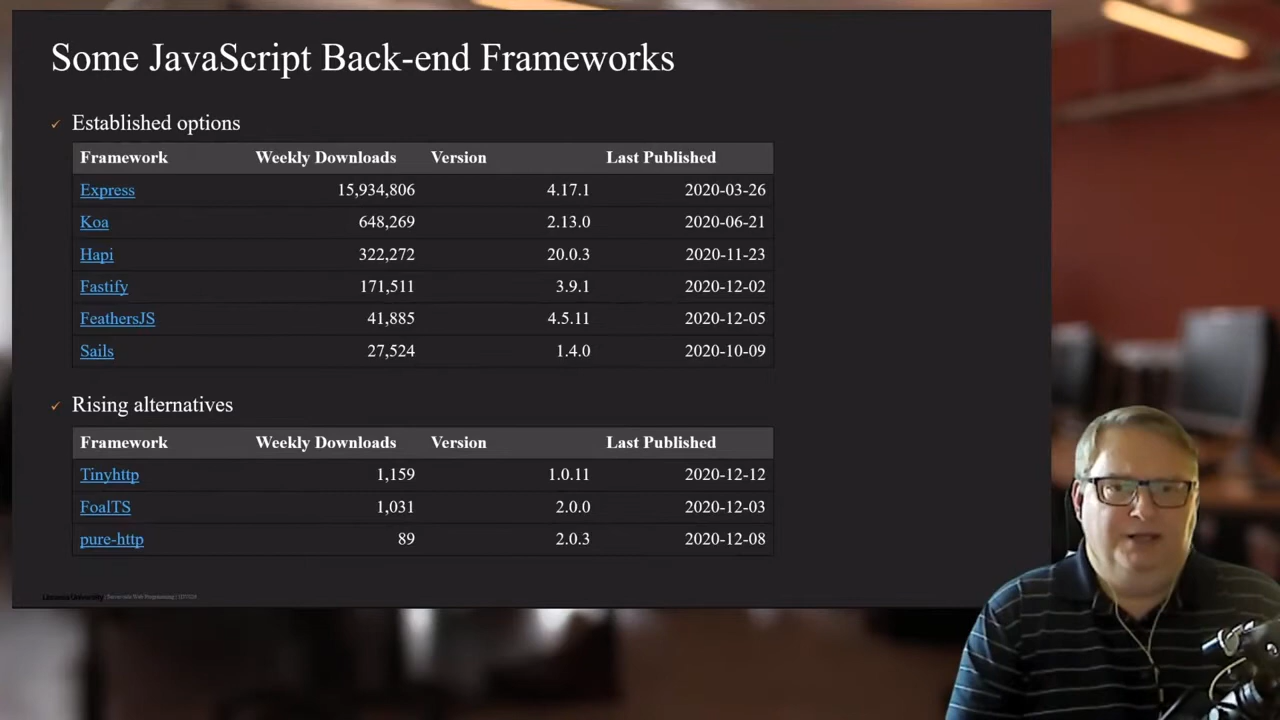 Some JavaScript Back-end Frameworks
✓ Established options
Framework Weekly Downloads Version Last Published
Express 15,934,806 4.17.1 2020-03-26
Koa 648,269 2.13.0 2020-06-21
Hapi 322,272 20.0.3 2020-11-23
Fastify 171,511 3.9.1 2020-12-02
FeathersJS 41,885 4.5.11 2020-12-05
Sails 27,524 1.4.0 2020-10-09
✓ Rising alternatives
Framework Weekly Downloads Version Last Published
Tinyhttp 1,159 1.0.11 2020-12-12
FoalTS 1,031 2.0.0 2020-12-03
pure-http 89 2.0.3 2020-12-08
University | Server-side Web Programming |